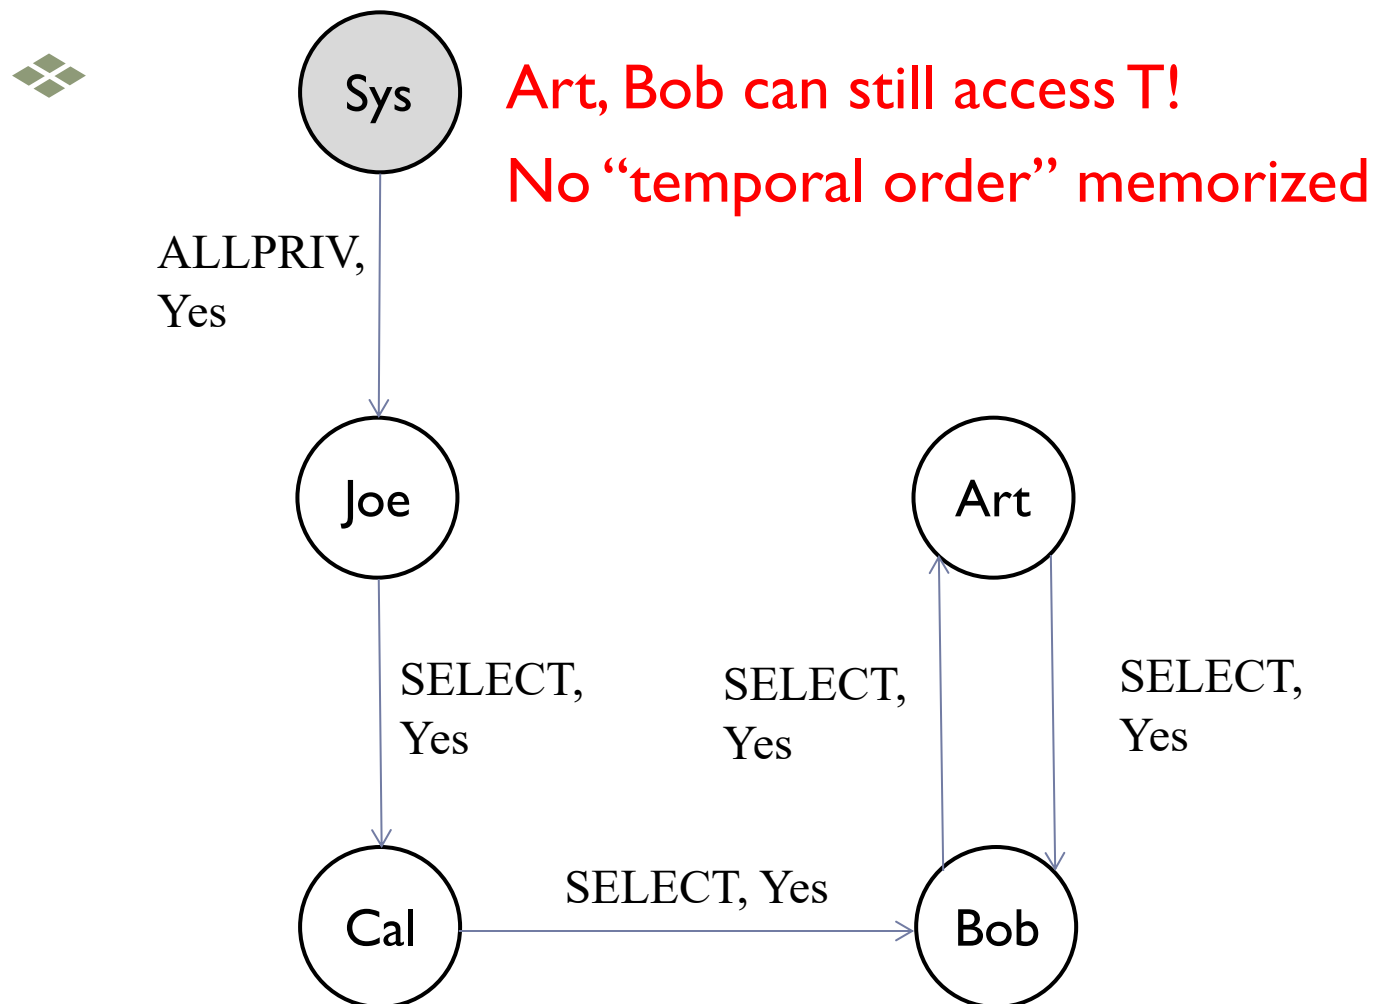 Sys
Art, Bob can still access T!
No “temporal order” memorized
ALLPRIV,
Yes
Joe
Art
SELECT,
Yes
SELECT,
Yes
SELECT,
Yes
SELECT, Yes
Cal
Bob